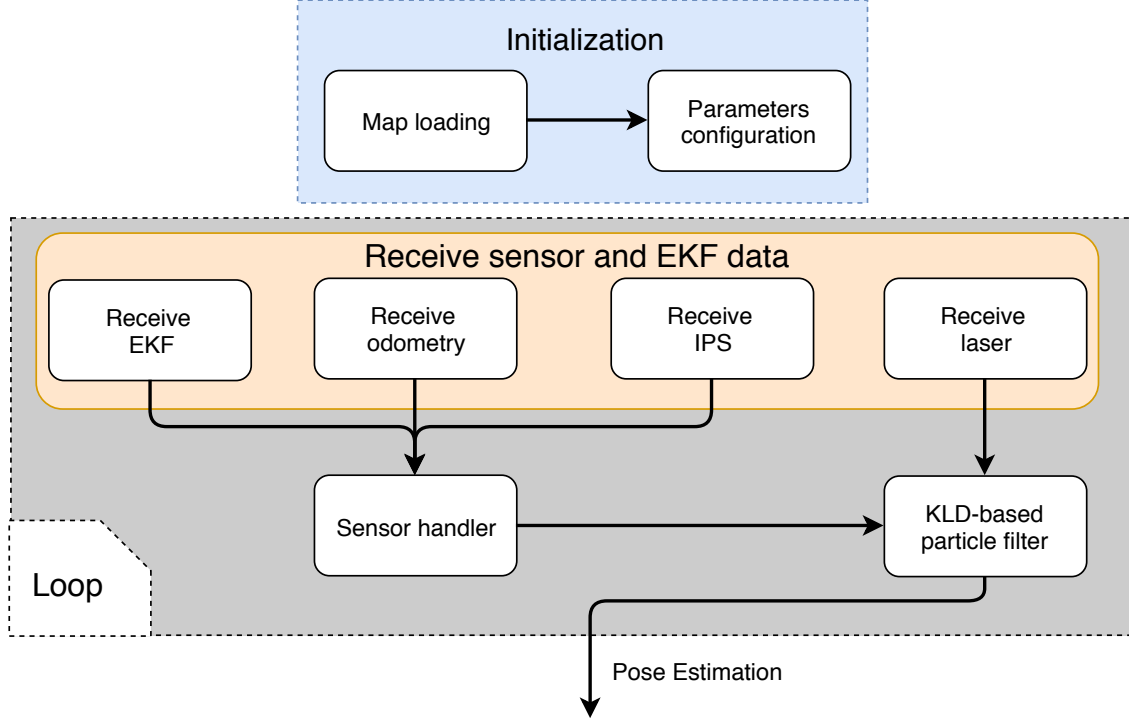 Initialization
Map loading
Parameters
configuration
Receive sensor and EKF data
Receive
EKF
Receive
odometry
Receive
IPS
Receive
laser
Sensor handler
KLD-based
particle filter
Loop
Pose Estimation